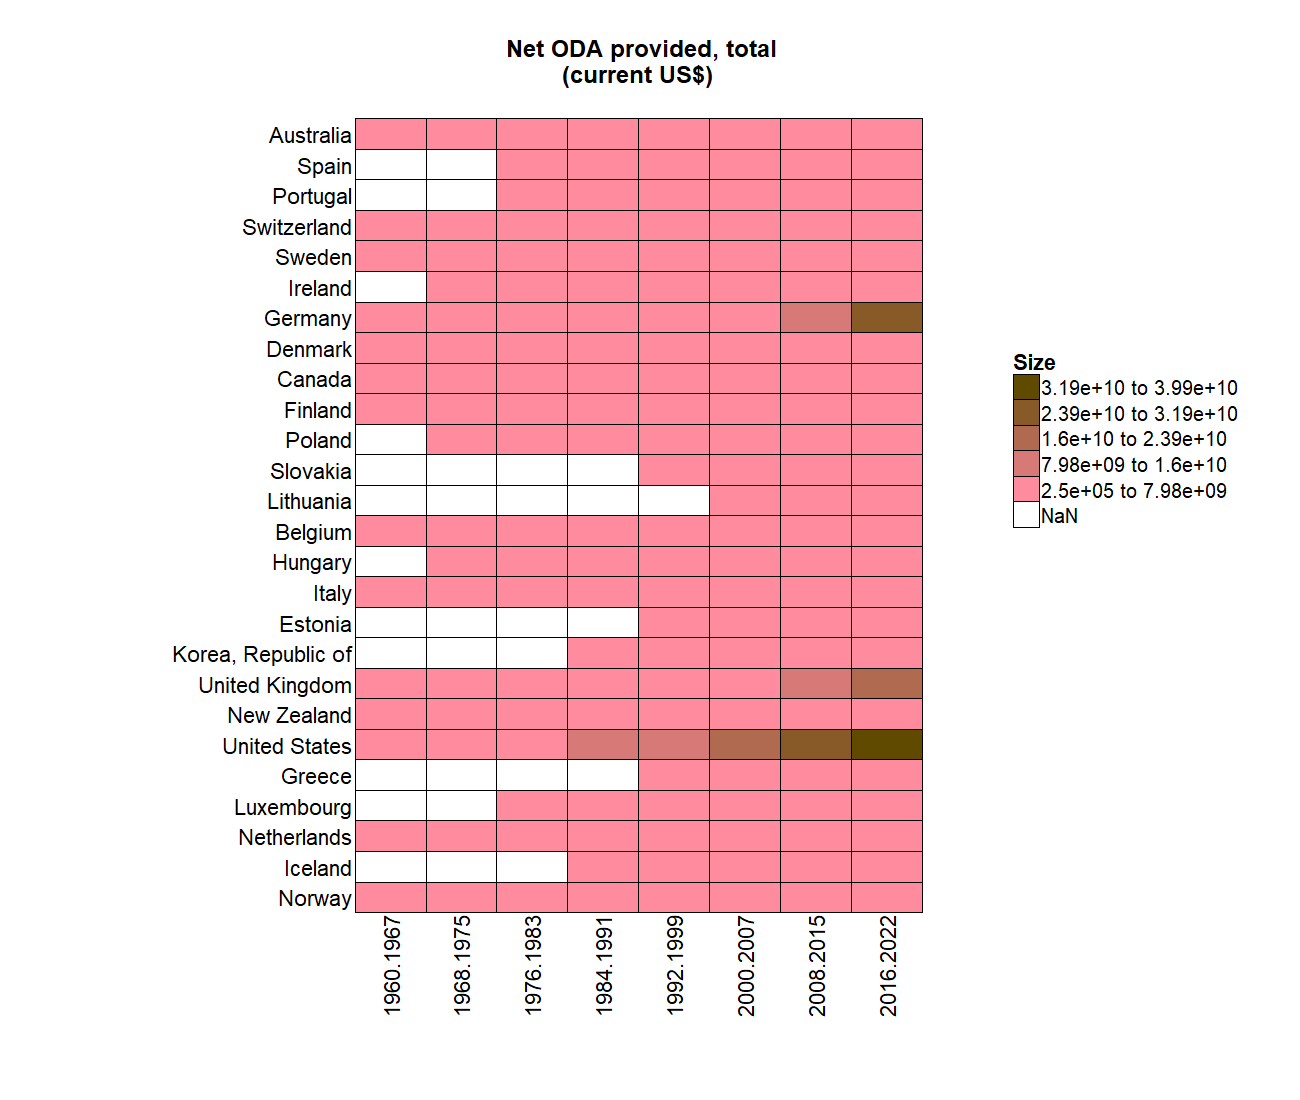 Net ODA provided, total
(current US$)
Australia
Spain
Portugal
Switzerland
Sweden
Ireland
Germany
Denmark
Canada
Finland
Poland
Slovakia
Lithuania
Belgium
Hungary
Italy
Estonia
Korea, Republic of
United Kingdom
New Zealand
United States
Greece
Luxembourg
Netherlands
Iceland
Norway
1960.1967
1968.1975
1976.1983
1984.1991
1992.1999
2000.2007
2008.2015
2016.2022
Size
3.19e+10 to 3.99e+10
2.39e+10 to 3.19e+10
1.6e+10 to 2.39e+10
7.98e+09 to 1.6e+10
2.5e+05 to 7.98e+09
NaN